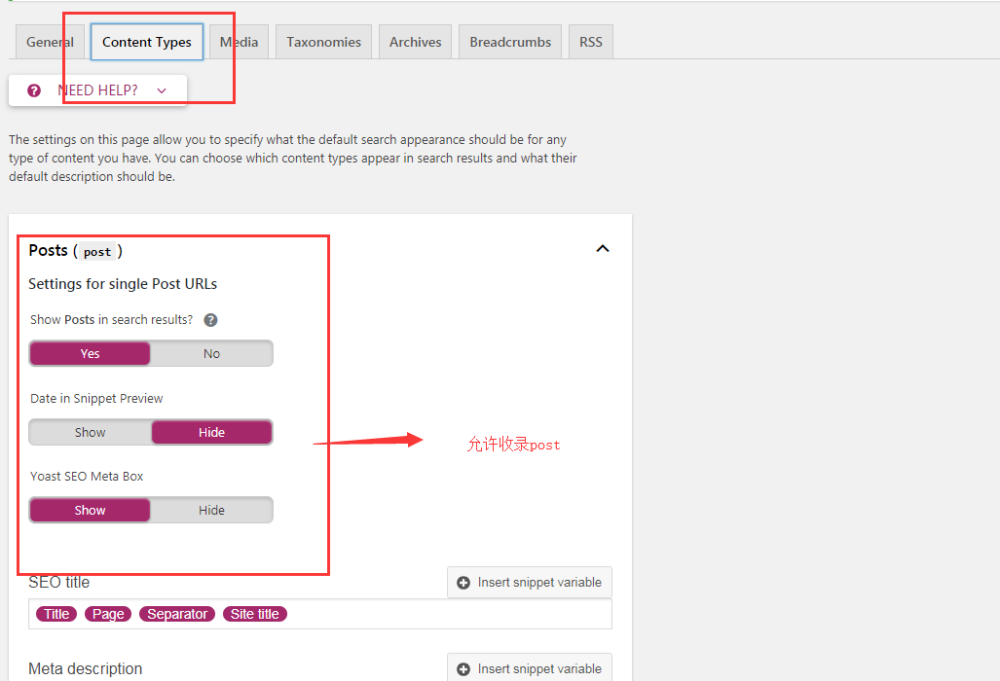 General Content Types Media Taxonomies Archives Breadcrumbs RSS
NEED HELP?
The settings on this page allow you to specify what the default search appearance should be for any
type of content you have. You can choose which content types appear in search results and what their
default description should be.
Posts (post)
Settings for single Post URLs
Show Posts in search results?
Yes No
Date in Snippet Preview
Show Hide
允许收录post
Yoast SEO Meta Box
Show Hide
SEO title Insert snippet variable
Title Page Separator Site title
Meta description Insert snippet variable